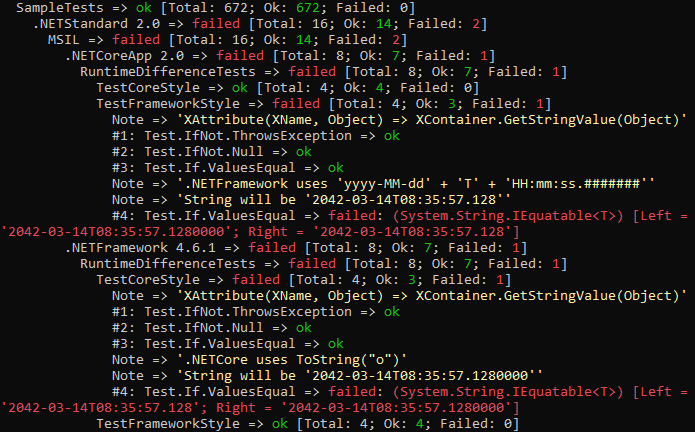 SampleTests => ok [Total: 672; Ok: 672; Failed: 0]
.NETStandard 2.0 => failed [Total: 16; Ok: 14; Failed: 2]
MSIL => failed [Total: 16; Ok: 14; Failed: 2]
.NETCoreApp 2.0 => failed [Total: 8; Ok: 7; Failed: 1]
RuntimeDifferenceTests => failed [Total: 8; Ok: 7; Failed: 1]
TestCoreStyle => ok [Total: 4; Ok: 4; Failed: 0]
TestFrameworkStyle => failed [Total: 4; Ok: 3; Failed: 1]
Note => 'XAttribute(XName, Object) => XContainer.GetStringValue(Object)'
#1: Test.IfNot.ThrowsException => ok
#2: Test.IfNot.Null => ok
#3: Test.If.ValuesEqual => ok
Note => '.NETFramework uses 'yyyy-MM-dd' + 'T' + 'HH:mm:ss.#######''
Note => 'String will be '2042-03-14T08:35:57.128''
#4: Test.If.ValuesEqual => failed: (System.String.IEquatable<T>) [Left =
'2042-03-14T08:35:57.1280000'; Right = '2042-03-14T08:35:57.128']
.NETFramework 4.6.1 => failed [Total: 8; Ok: 7; Failed: 1]
RuntimeDifferenceTests => failed [Total: 8; Ok: 7; Failed: 1]
TestCoreStyle => failed [Total: 4; Ok: 3; Failed: 1]
Note => 'XAttribute(XName, Object) => XContainer.GetStringValue(Object)'
#1: Test.IfNot.ThrowsException => ok
#2: Test.IfNot.Null => ok
#3: Test.If.ValuesEqual => ok
Note => '.NETCore uses ToString("o")'
Note => 'String will be '2042-03-14T08:35:57.1280000''
#4: Test.If.ValuesEqual => failed: (System.String.IEquatable<T>) [Left =
'2042-03-14T08:35:57.128'; Right = '2042-03-14T08:35:57.1280000']
TestFrameworkStyle => ok [Total: 4; Ok: 4; Failed: 0]